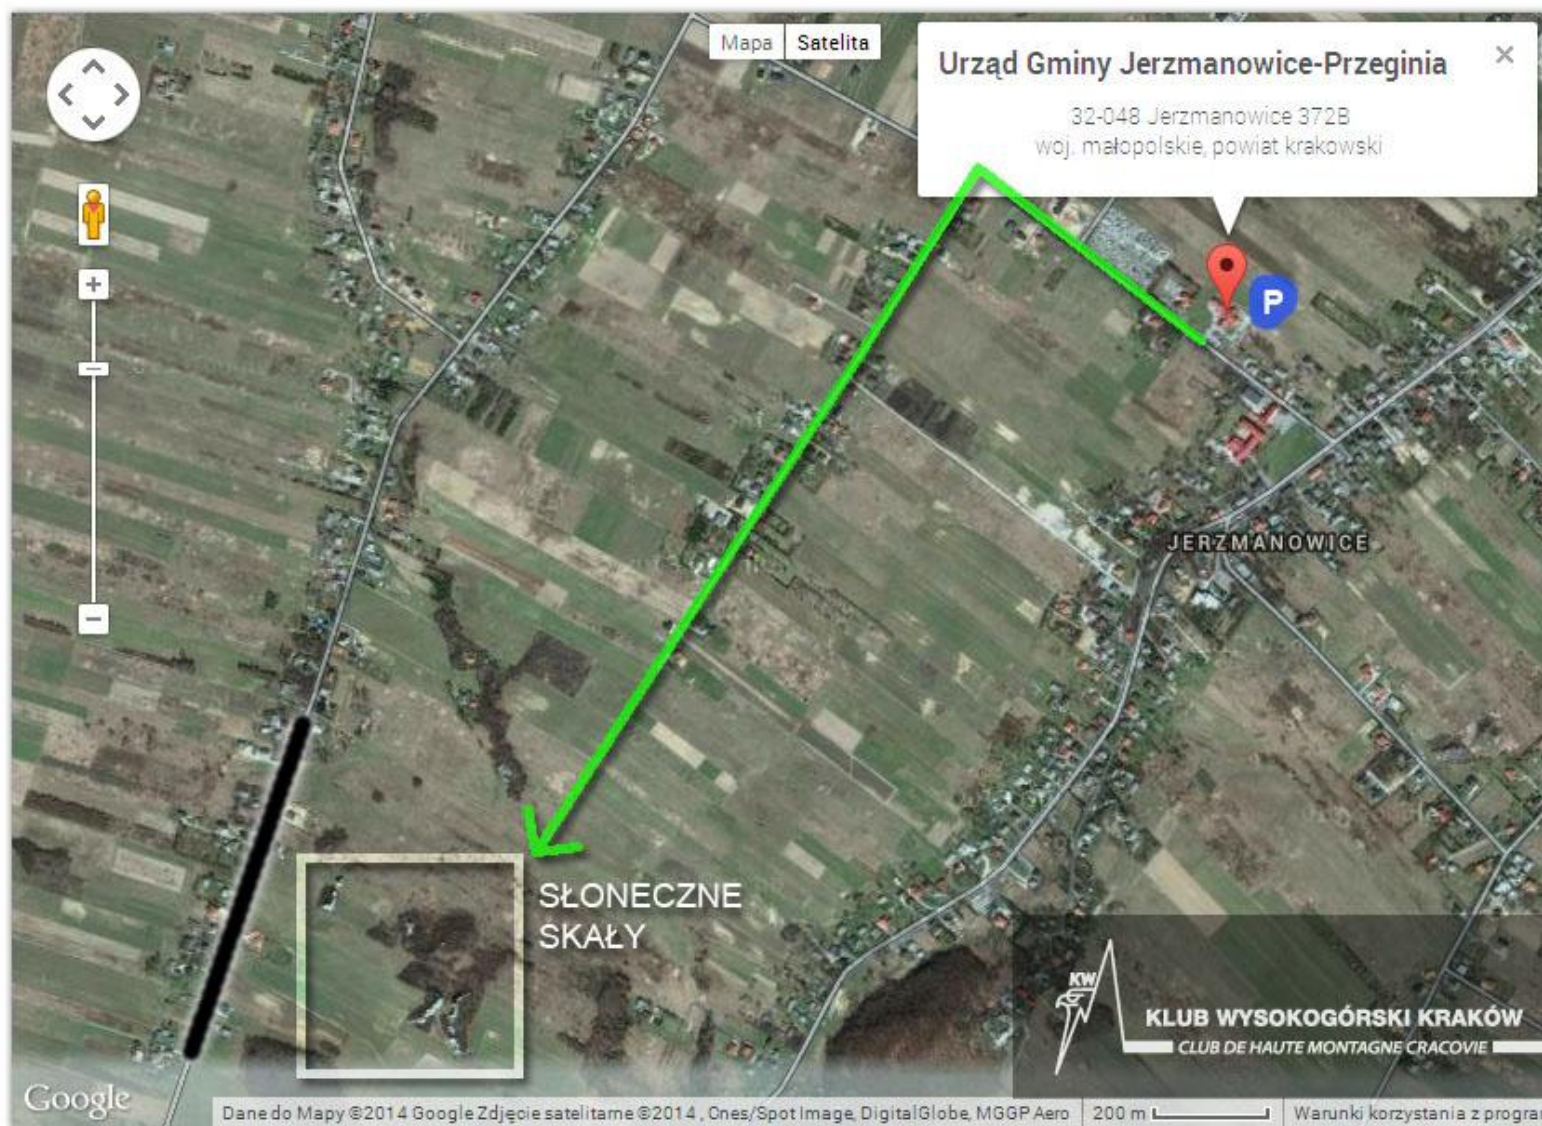 Mapa
Satelita
Urząd Gminy Jerzmanowice-Przeginia
32-048 Jerzmanowice 372B
woj. małopolskie, powiat krakowski
P
JERZMANOWICE
SŁONECZNE
SKAŁY
KW
KLUB WYSOKOGÓRSKI KRAKÓW
CLUB DE HAUTE MONTAGNE CRACOVIE
Google
Dane do Mapy ©2014 Google Zdjęcie satelitarne ©2014 , Cnes/Spot Image, DigitalGlobe, MGGP Aero
200 m
Warunki korzystania z progra